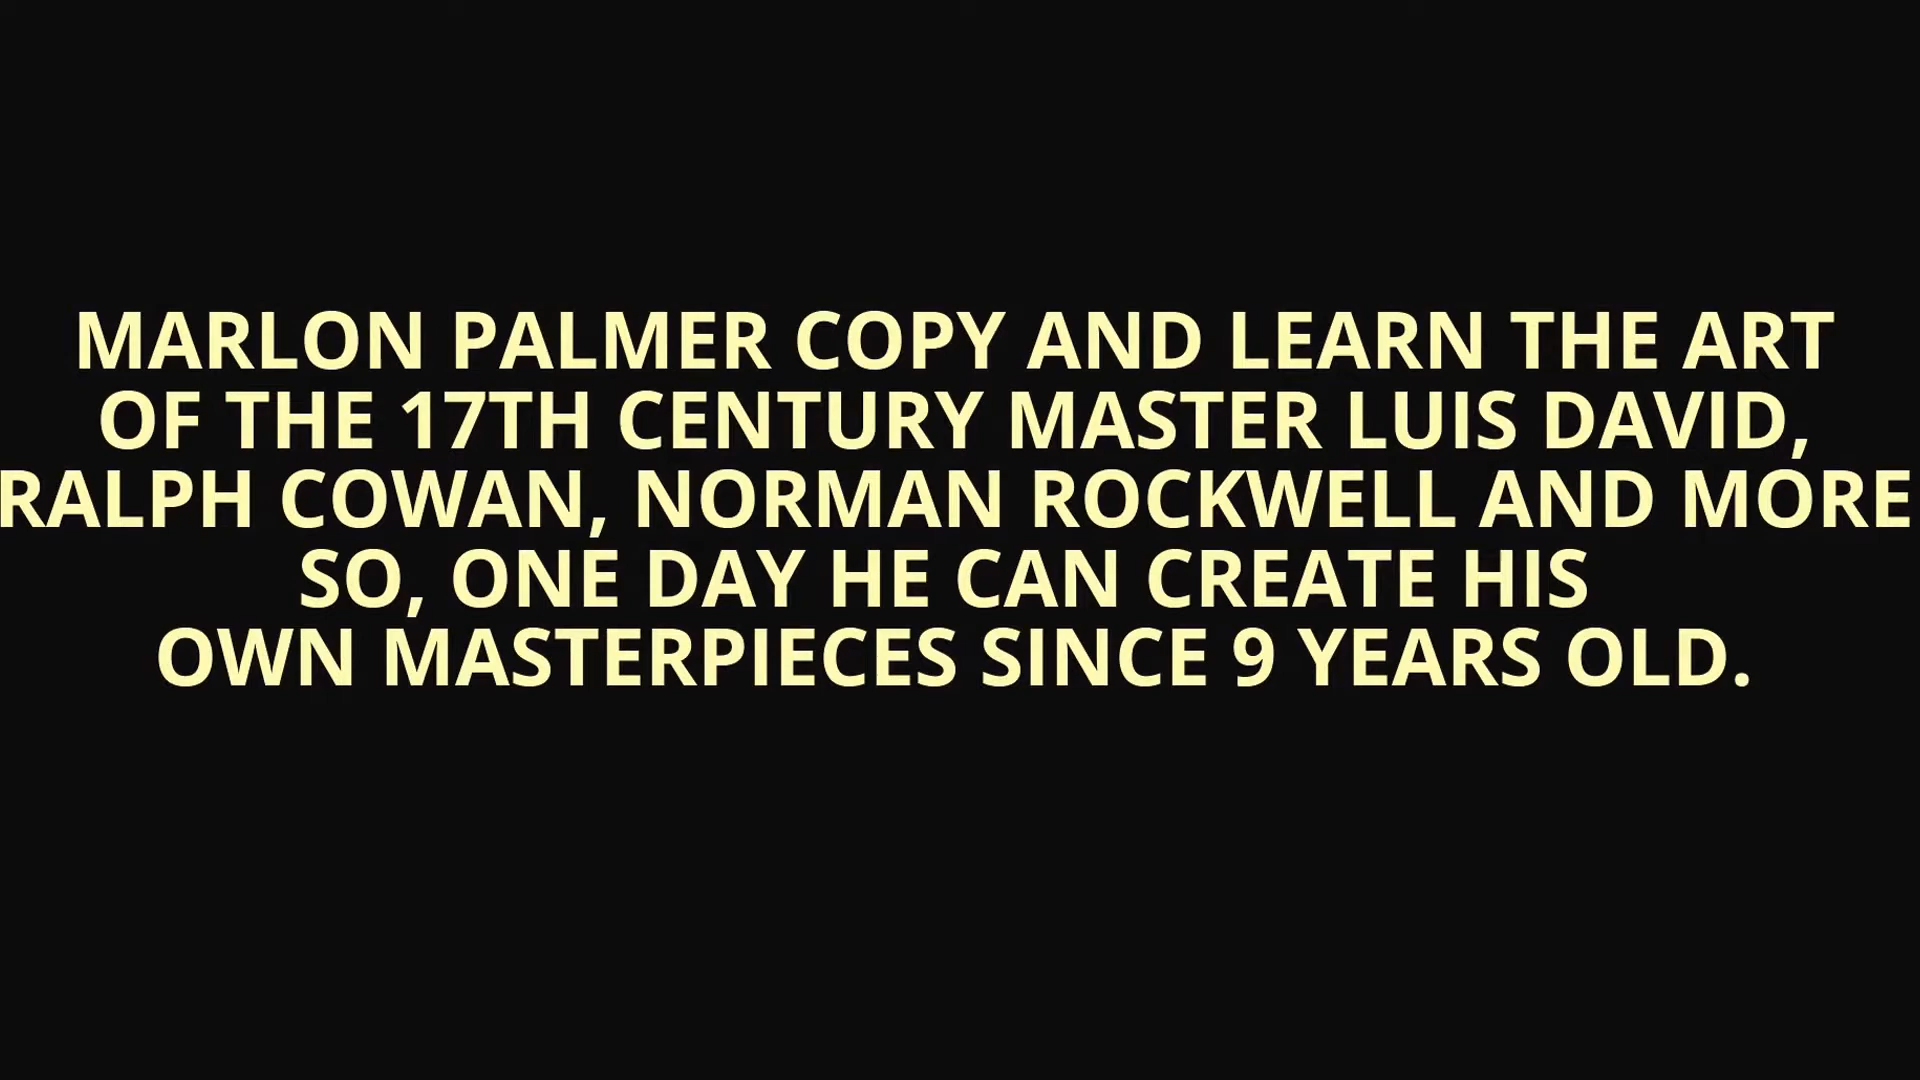 MARLON PALMER COPY AND LEARN THE ART
OF THE 17TH CENTURY MASTER LUIS DAVID,
RALPH COWAN, NORMAN ROCKWELL AND MORE
SO, ONE DAY HE CAN CREATE HIS
OWN MASTERPIECES SINCE 9 YEARS OLD.